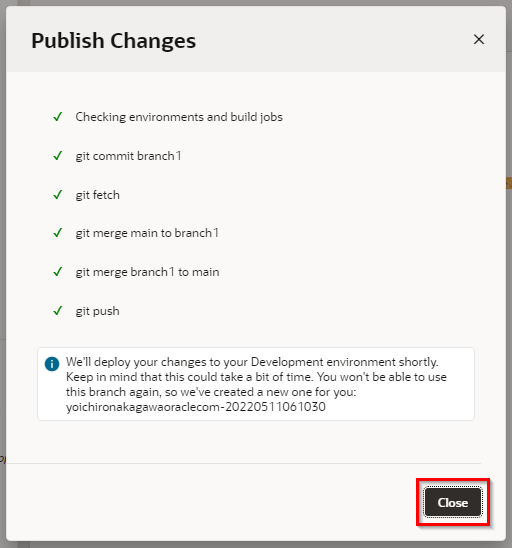 Publish Changes
Checking environments and build jobs
git commit branch1
git fetch
git merge main to branch1
git merge branch1 to main
git push
We'll deploy your changes to your Development environment shortly.
Keep in mind that this could take a bit of time. You won't be able to use
this branch again, so we've created a new one for you:
yoichironakagawaoraclecom-20220511061030
Close